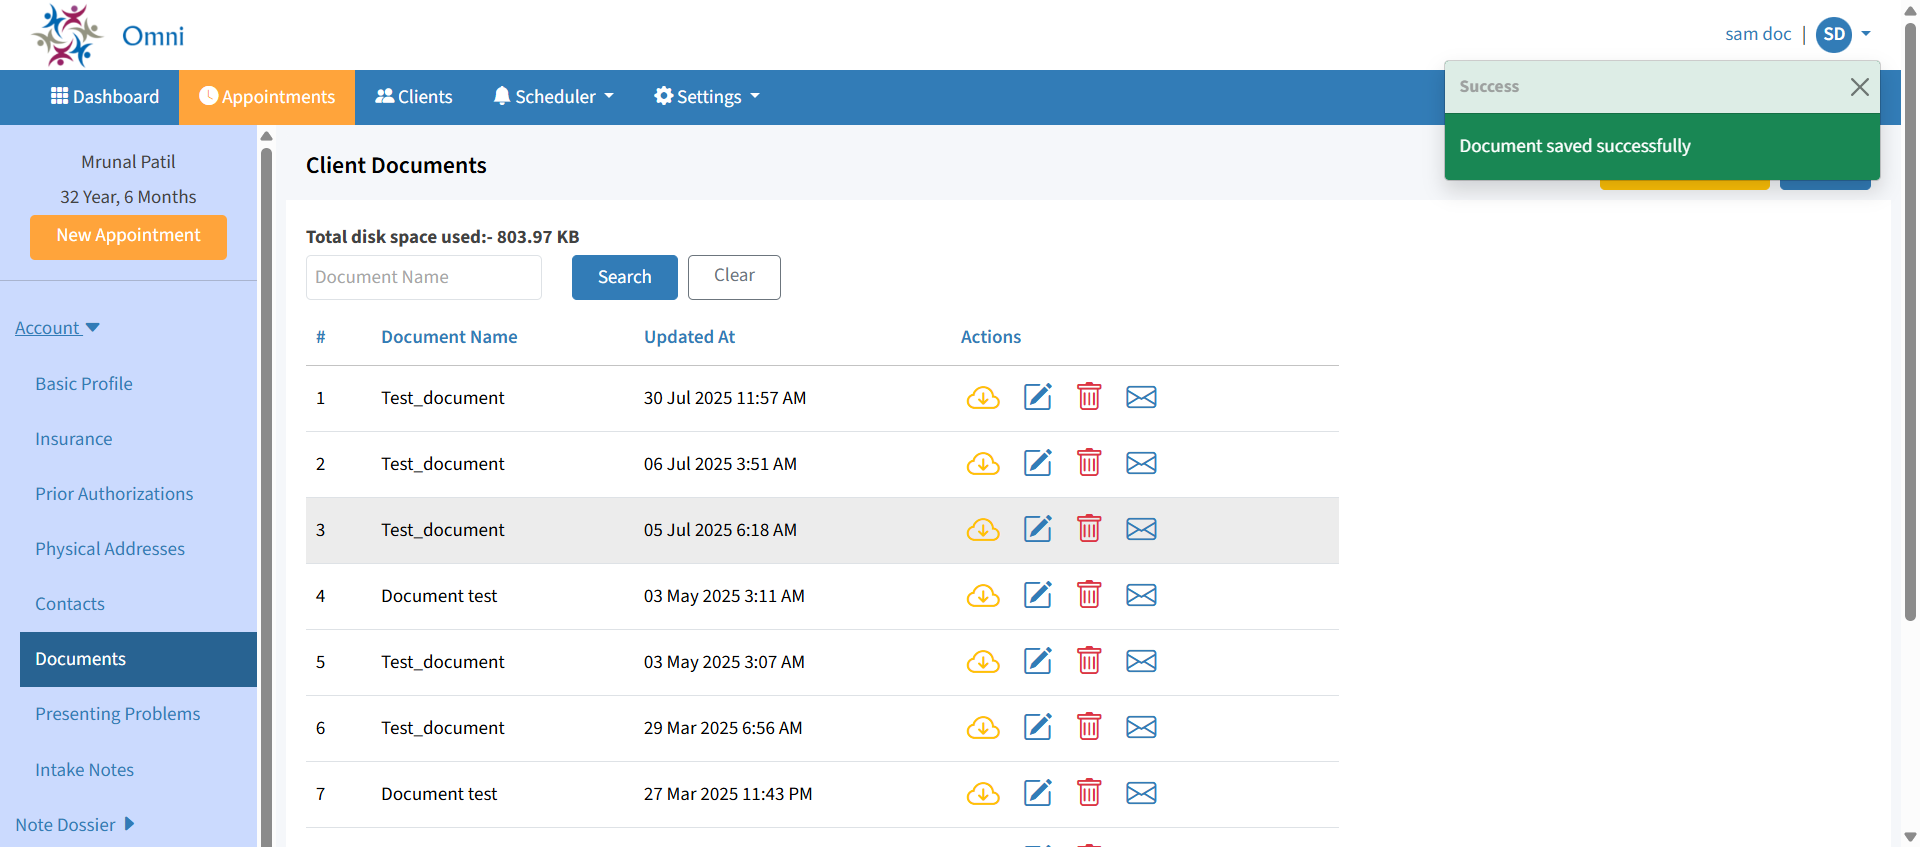 Omni
sam doc | SD
Dashboard Appointments Clients Scheduler Settings
Success
Document saved successfully
Mrunal Patil
32 Year, 6 Months
New Appointment
Account
Basic Profile
Insurance
Prior Authorizations
Physical Addresses
Contacts
Documents
Presenting Problems
Intake Notes
Note Dossier
Client Documents
Total disk space used:- 803.97 KB
Document Name Search Clear
# Document Name Updated At Actions
1 Test_document 30 Jul 2025 11:57 AM
2 Test_document 06 Jul 2025 3:51 AM
3 Test_document 05 Jul 2025 6:18 AM
4 Document test 03 May 2025 3:11 AM
5 Test_document 03 May 2025 3:07 AM
6 Test_document 29 Mar 2025 6:56 AM
7 Document test 27 Mar 2025 11:43 PM